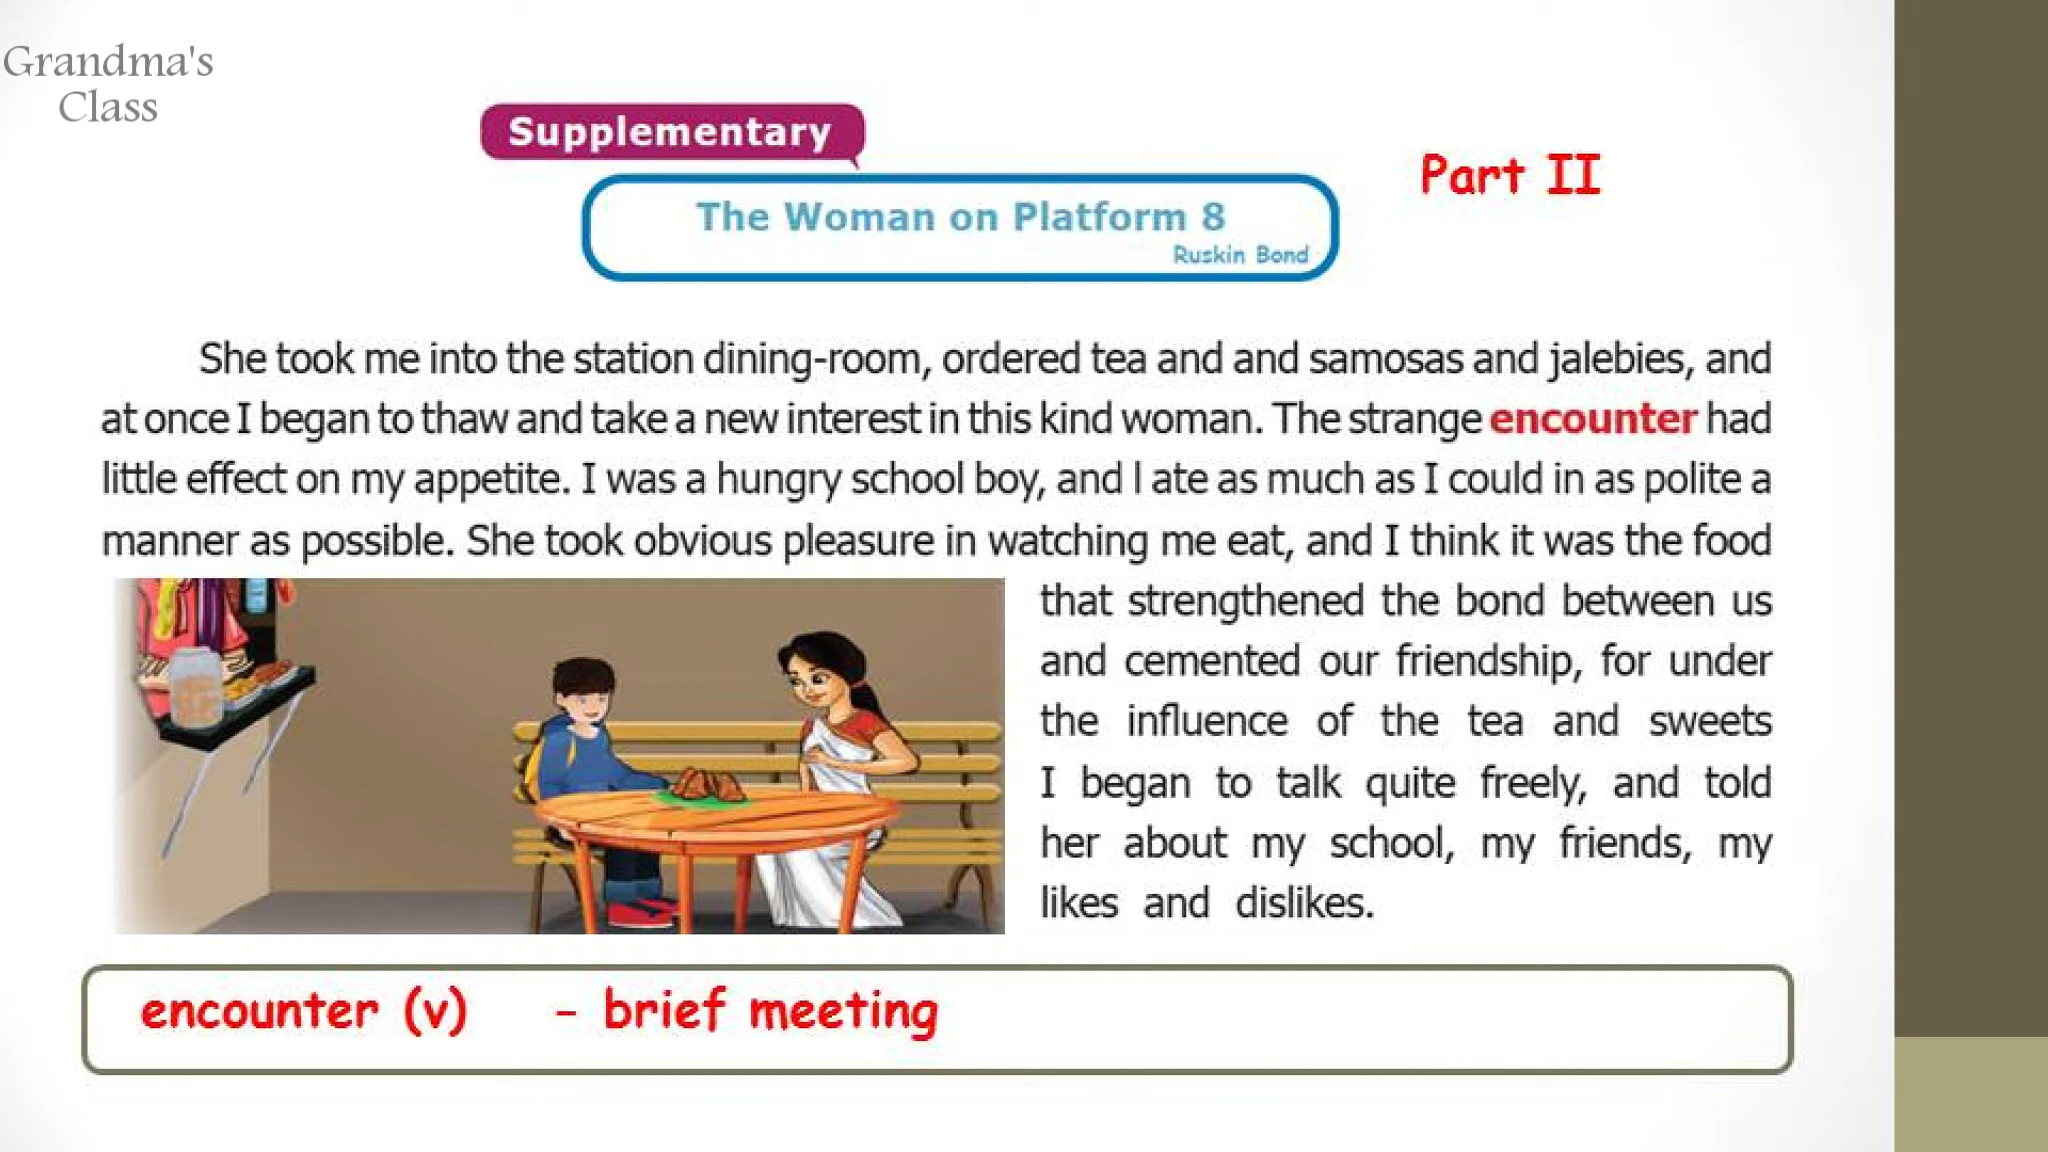 Grandma's
Class
Supplementary
Part II
The Woman on Platform 8
Ruskin Bond
She took me into the station dining-room, ordered tea and and samosas and jalebies, and
at once I began to thaw and take a new interest in this kind woman. The strange encounter had
little effect on my appetite. I was a hungry school boy, and l ate as much as I could in as polite a
manner as possible. She took obvious pleasure in watching me eat, and I think it was the food
that strengthened the bond between us
and cemented our friendship, for under
the influence of the tea and sweets
I began to talk quite freely, and told
her about my school, my friends, my
likes and dislikes.
encounter (v) - brief meeting